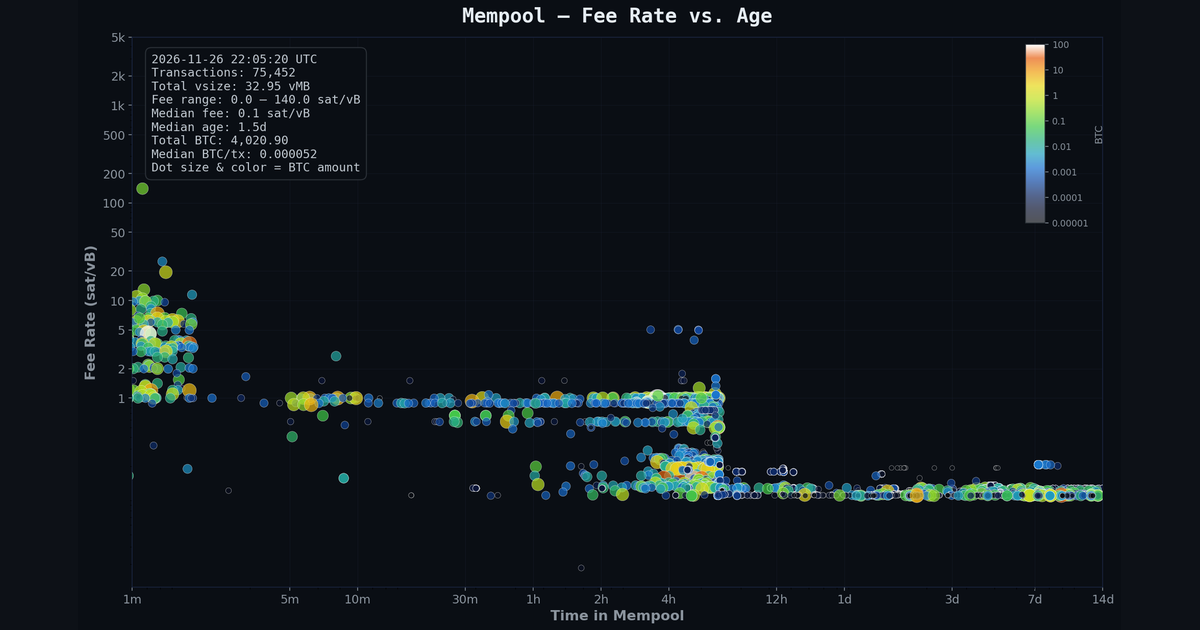 Mempool — Fee Rate vs. Age
2026-11-26 22:05:20 UTC
Transactions: 75,452
Total vsize: 32.95 vMB
Fee range: 0.0 — 140.0 sat/vB
Median fee: 0.1 sat/vB
Median age: 1.5d
Total BTC: 4,020.90
Median BTC/tx: 0.000052
Dot size & color = BTC amount
100
10
1
0.1
0.01
0.001
0.0001
0.00001
BTC
5k
2k
1k
500
200
100
50
20
10
5
2
1
Fee Rate (sat/vB)
1m 5m 10m 30m 1h 2h 4h 12h 1d 3d 7d 14d
Time in Mempool